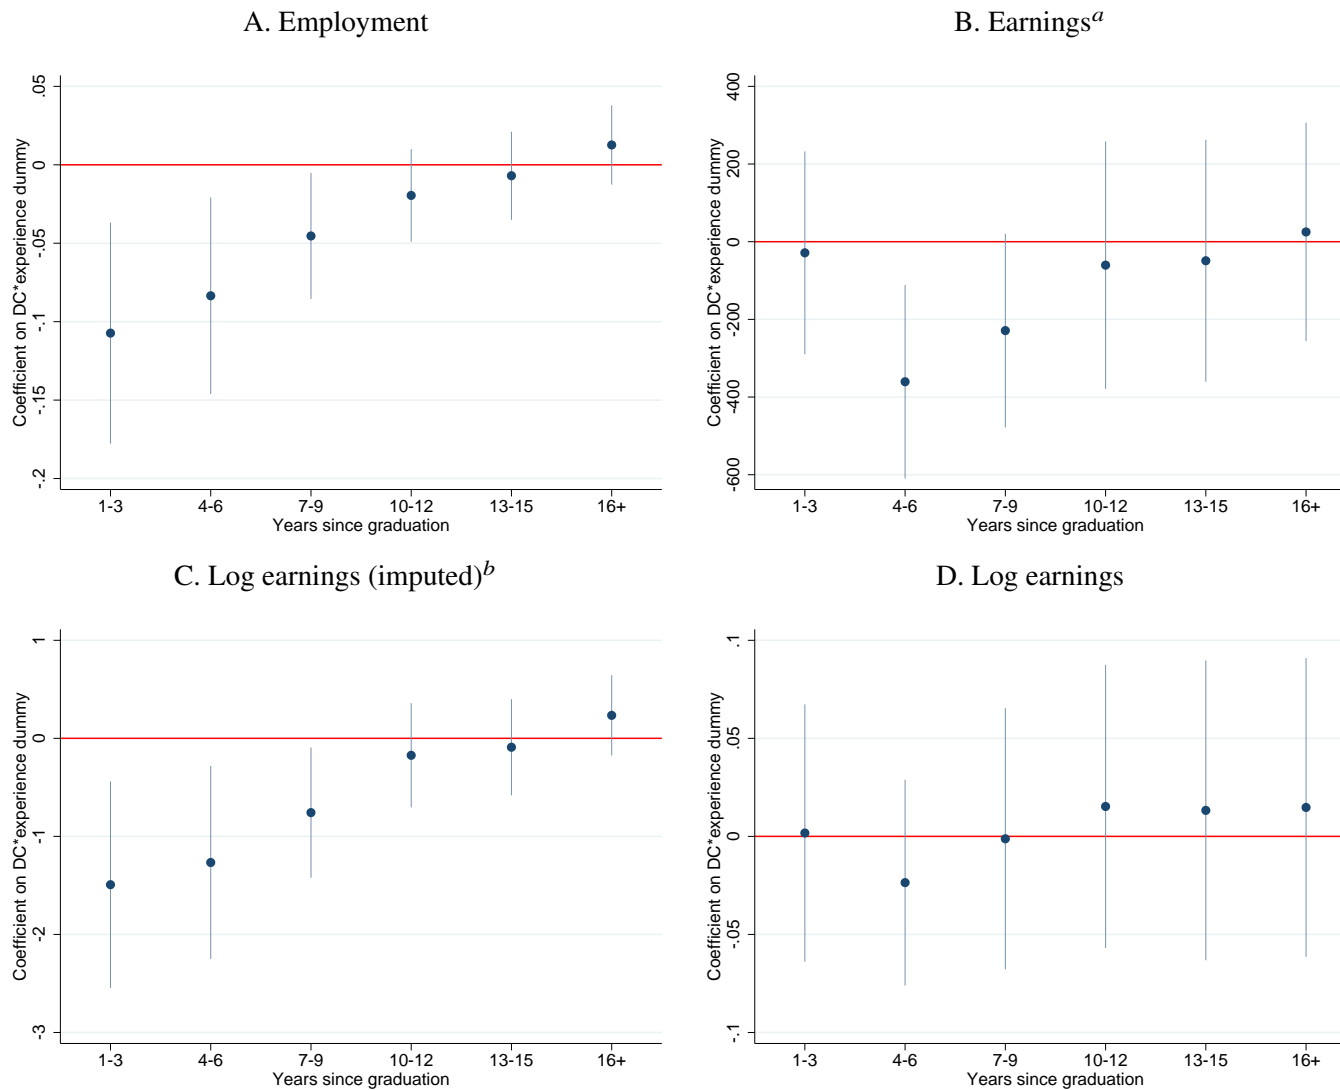 A. Employment
.05
0
-.05
-.1
-.15
-.2
Coefficient on DC*experience dummy
1-3 4-6 7-9 10-12 13-15 16+
Years since graduation
B. Earnings^a
400
200
0
-200
-400
-600
Coefficient on DC*experience dummy
1-3 4-6 7-9 10-12 13-15 16+
Years since graduation
C. Log earnings (imputed)^b
1
0
-1
-2
-3
Coefficient on DC*experience dummy
1-3 4-6 7-9 10-12 13-15 16+
Years since graduation
D. Log earnings
.1
.05
0
-.05
-.1
Coefficient on DC*experience dummy
1-3 4-6 7-9 10-12 13-15 16+
Years since graduation